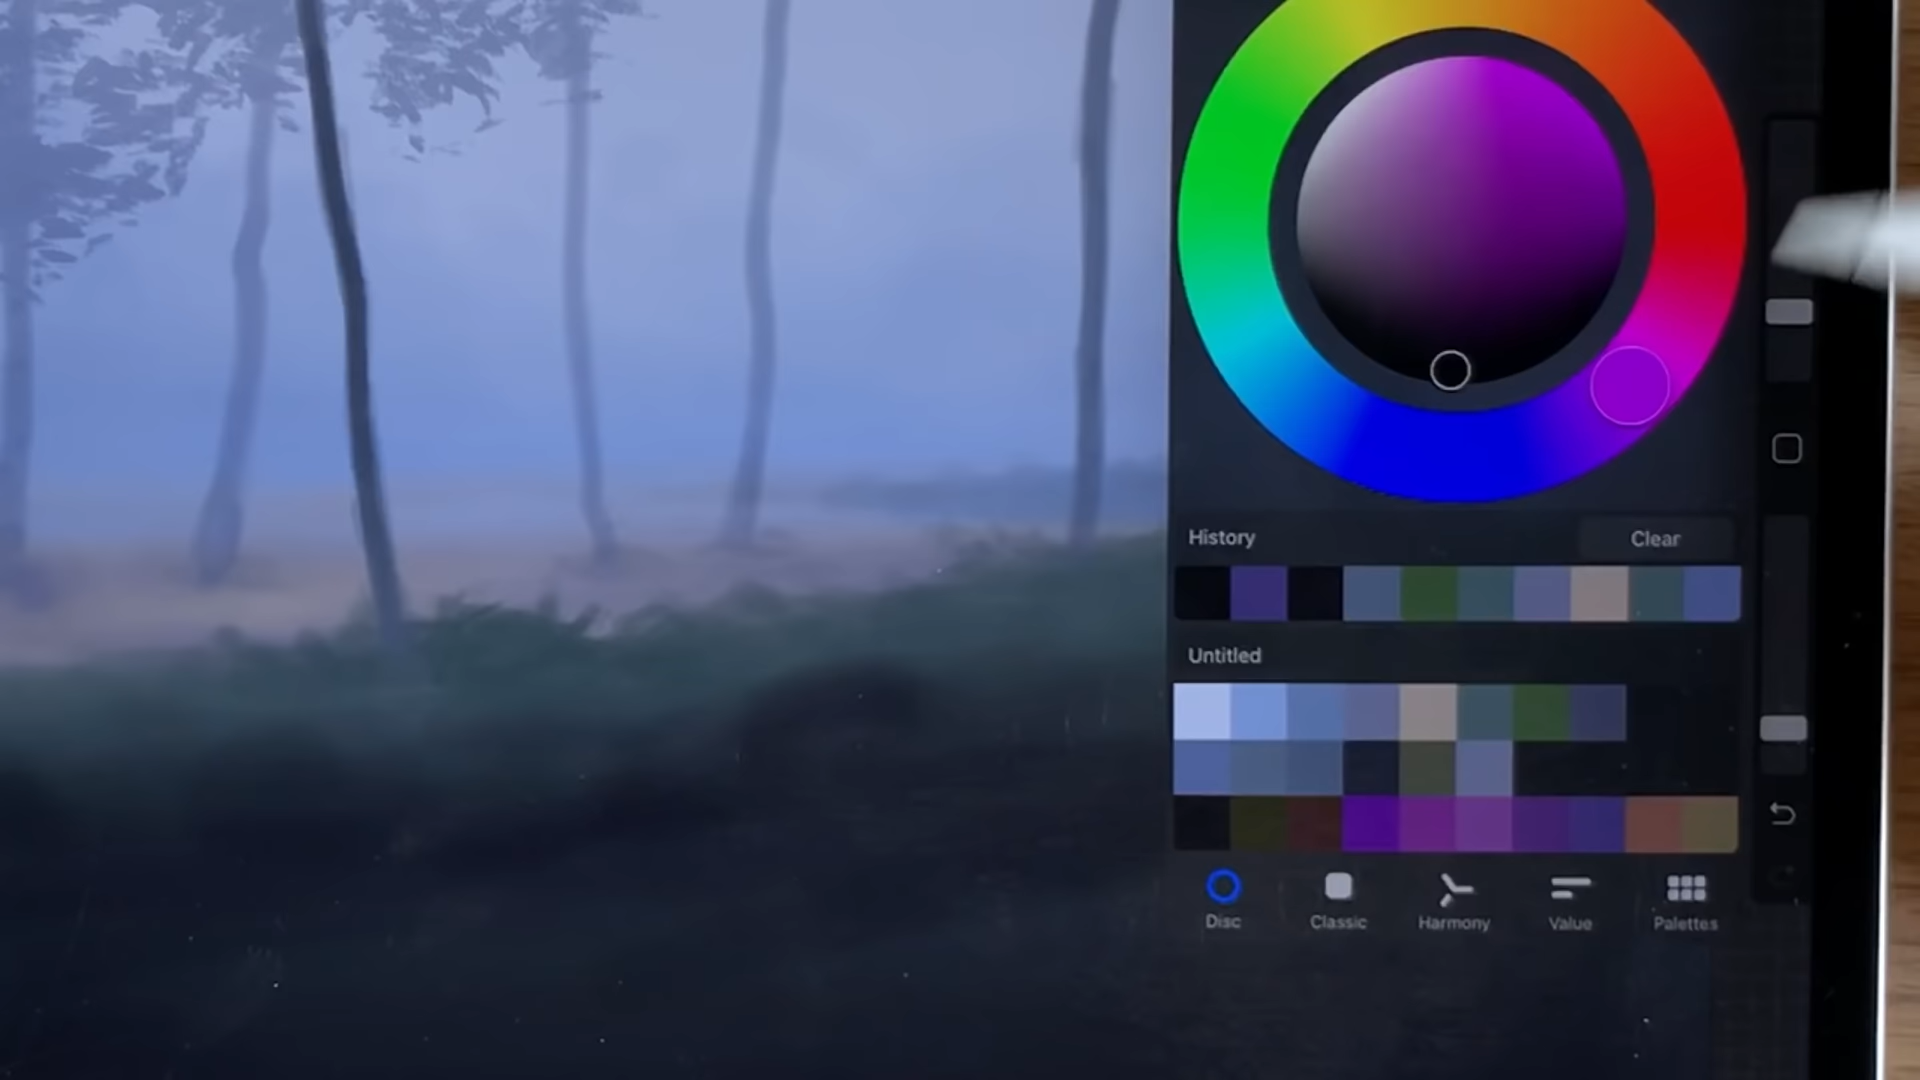 History
Clear
Untitled
Disc
Classic
Harmony
Value
Palettes